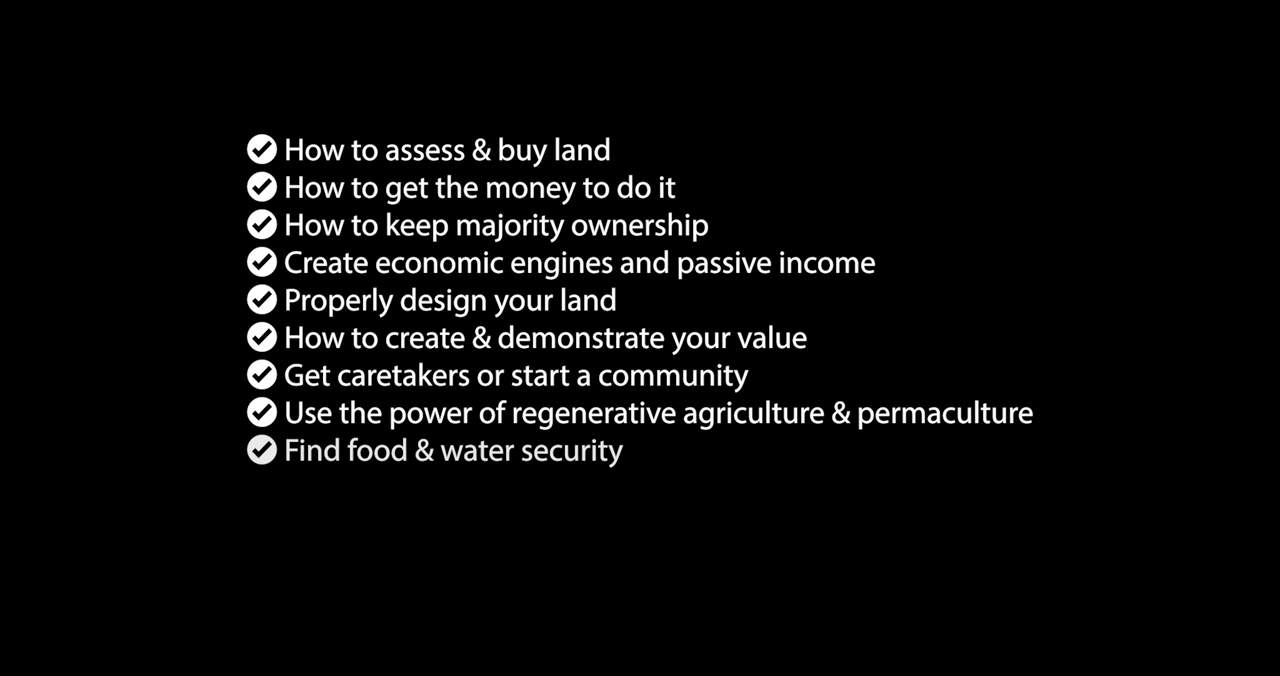 How to assess & buy land
How to get the money to do it
How to keep majority ownership
Create economic engines and passive income
Properly design your land
How to create & demonstrate your value
Get caretakers or start a community
Use the power of regenerative agriculture & permaculture
Find food & water security